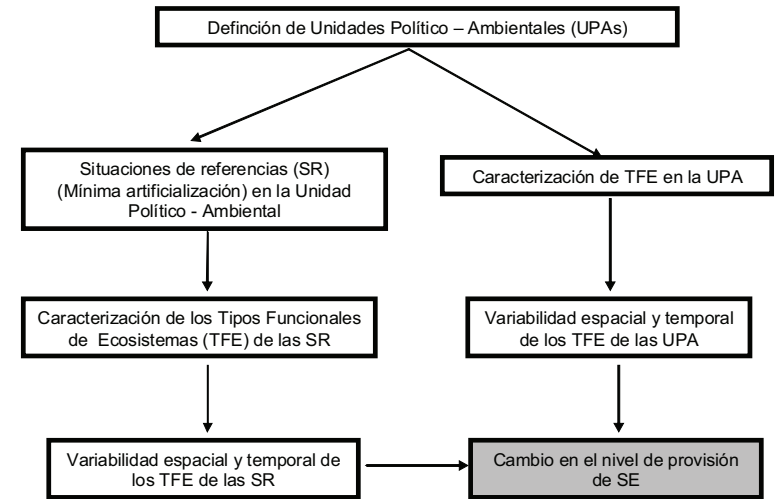 Definción de Unidades Político – Ambientales (UPAs)
Situaciones de referencias (SR)
(Mínima artificialización) en la Unidad
Político - Ambiental
Caracterización de TFE en la UPA
Caracterización de los Tipos Funcionales
de Ecosistemas (TFE) de las SR
Variabilidad espacial y temporal
de los TFE de las UPA
Variabilidad espacial y temporal de
los TFE de las SR
Cambio en el nivel de provisión
de SE